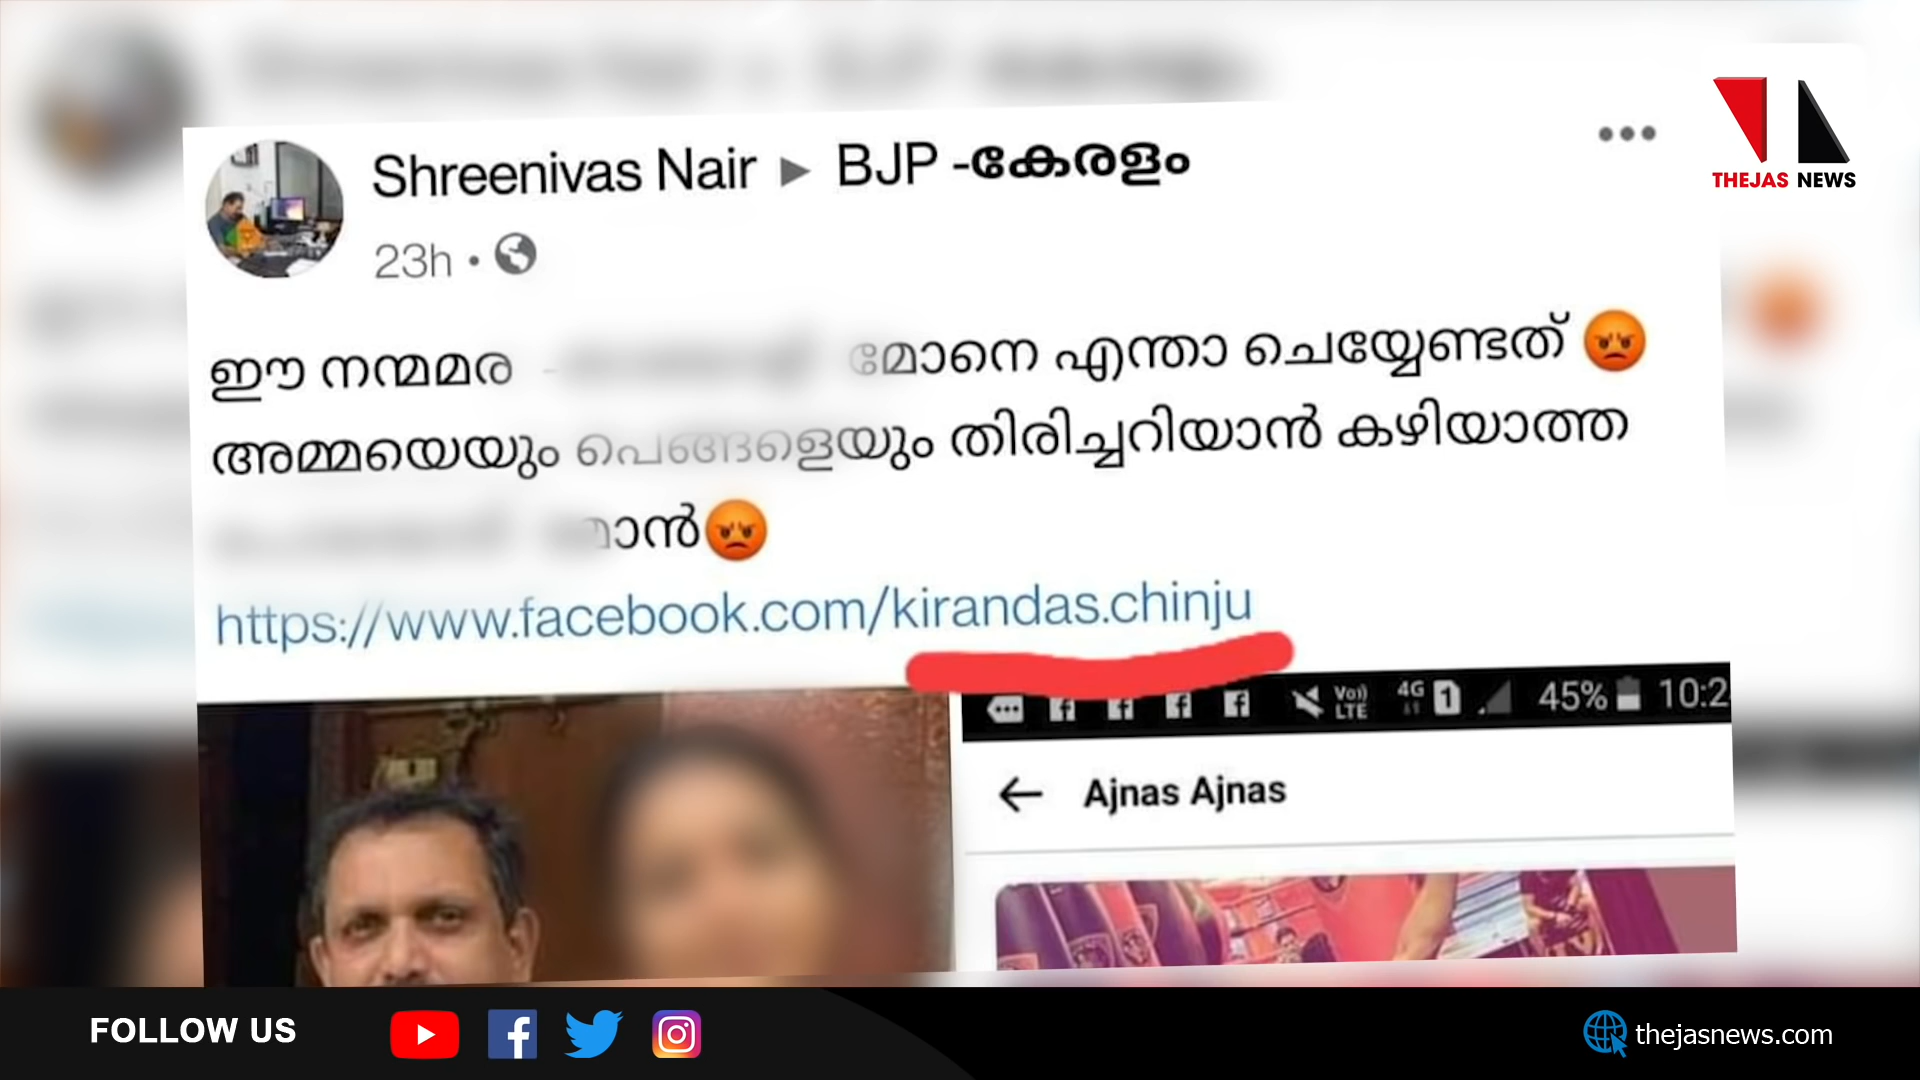 THEJAS NEWS
Shreenivas Nair ▸ BJP -കേരളം
23h •
ഈ നന്മമര മോനെ എന്താ ചെയ്യേണ്ടത് 😡
അമ്മയെയും പെങ്ങളെയും തിരിച്ചറിയാൻ കഴിയാത്ത
മോൻ😡
https://www.facebook.com/kirandas.chinju
Vo)) LTE 4G 1 45% 10:2
← Ajnas Ajnas
FOLLOW US
thejasnews.com